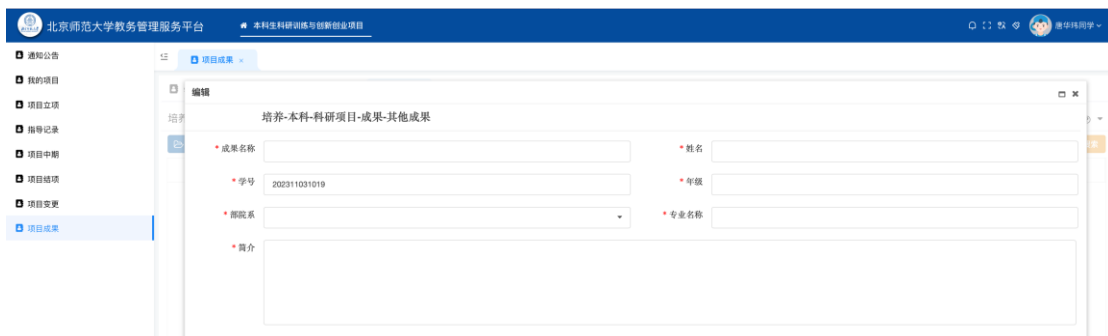 北京师范大学教务管理服务平台
本科生科研训练与创新创业项目
唐华玮同学
通知公告
我的项目
项目立项
指导记录
项目中期
项目结项
项目变更
项目成果
项目成果 ×
编辑
培养-本科-科研项目-成果-其他成果
* 成果名称
* 姓名
* 学号 202311031019
* 年级
* 部院系
* 专业名称
* 简介